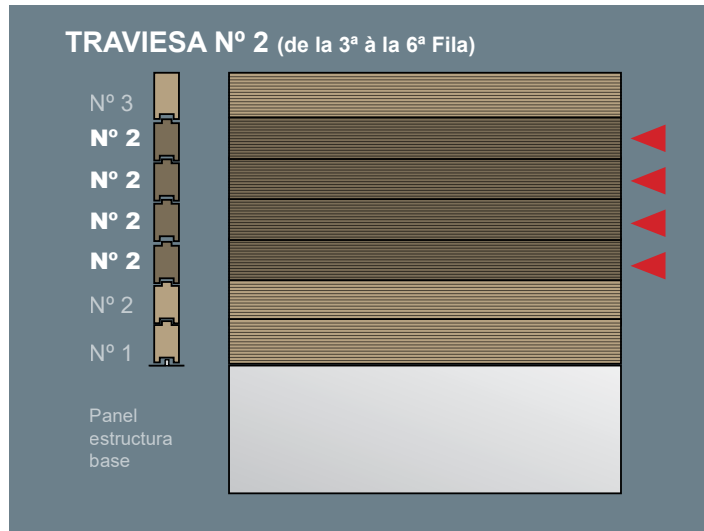 TRAVIESA Nº 2 (de la 3ª à la 6ª Fila)
Nº 3
Nº 2
Nº 2
Nº 2
Nº 2
Nº 2
Nº 1
Panel
estructura
base